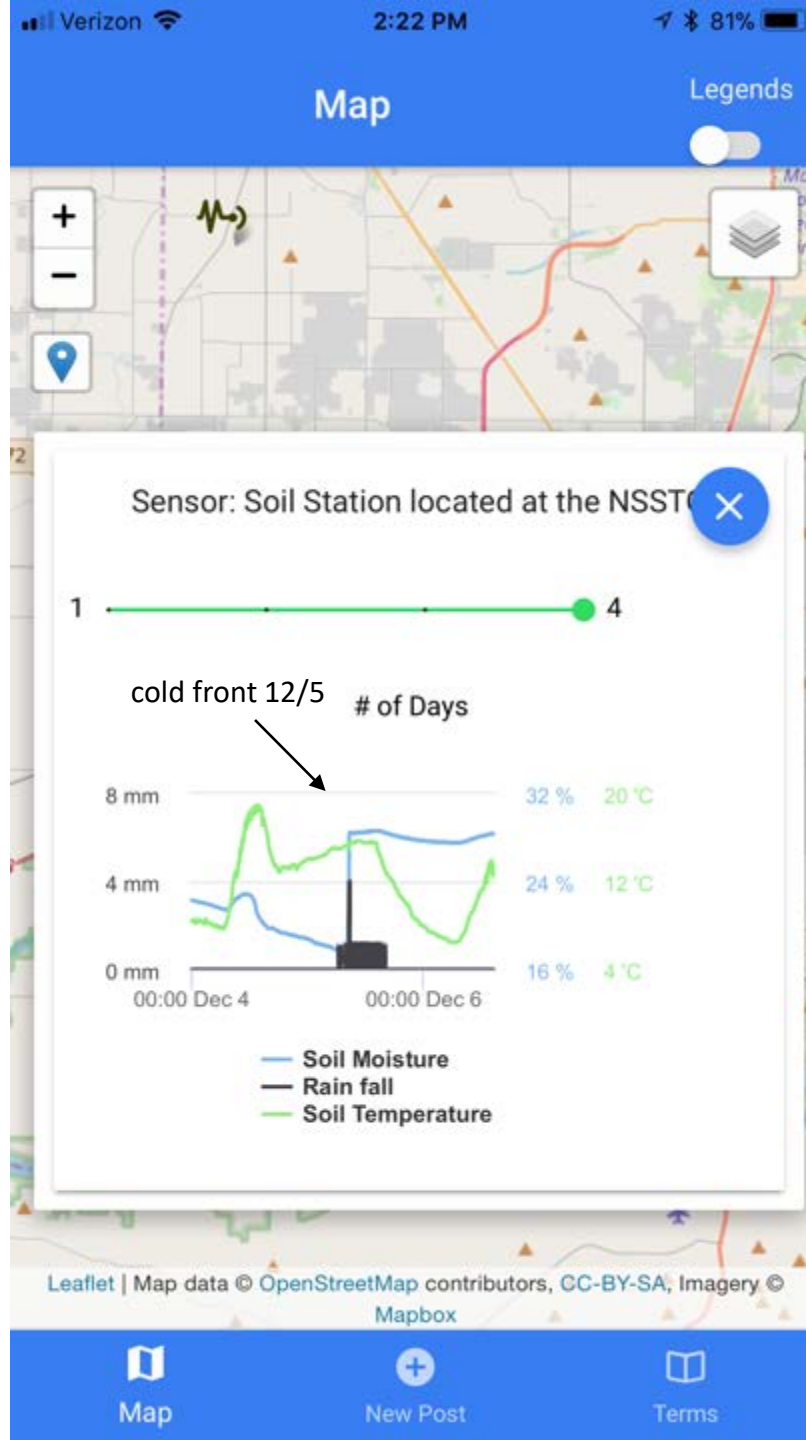 Verizon 2:22 PM 81%
Map
Legends
+
−
72
Sensor: Soil Station located at the NSST
1 4
cold front 12/5
# of Days
8 mm 32 % 20 °C
4 mm 24 % 12 °C
0 mm 16 % 4 °C
00:00 Dec 4 00:00 Dec 6
Soil Moisture
Rain fall
Soil Temperature
Leaflet | Map data © OpenStreetMap contributors, CC-BY-SA, Imagery ©
Mapbox
Map New Post Terms